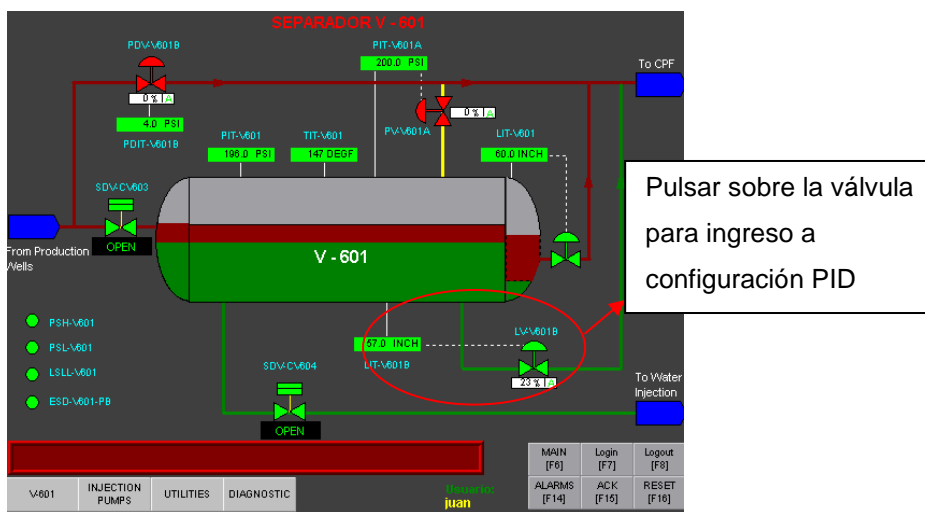 SEPARADOR V - 601
PDV-V601B
PIT-V601A
200.0 PSI
To CPF
0 % A
0 % A
4.0 PSI
PV-V601A
PDIT-V601B
PIT-V601
TIT-V601
LIT-V601
196.0 PSI
147 DEGF
60.0 INCH
Pulsar sobre la válvula
para ingreso a
configuración PID
SDV-CV603
OPEN
From Production
Wells
V - 601
PSH-V601
PSL-V601
LSLL-V601
ESD-V601-PB
57.0 INCH
LIT-V601B
LV-V601B
23 % A
SDV-CV604
OPEN
To Water
Injection
MAIN
[F6]
Login
[F7]
Logout
[F8]
V-601
INJECTION
PUMPS
UTILITIES
DIAGNOSTIC
Usuario:
juan
ALARMS
[F14]
ACK
[F15]
RESET
[F16]